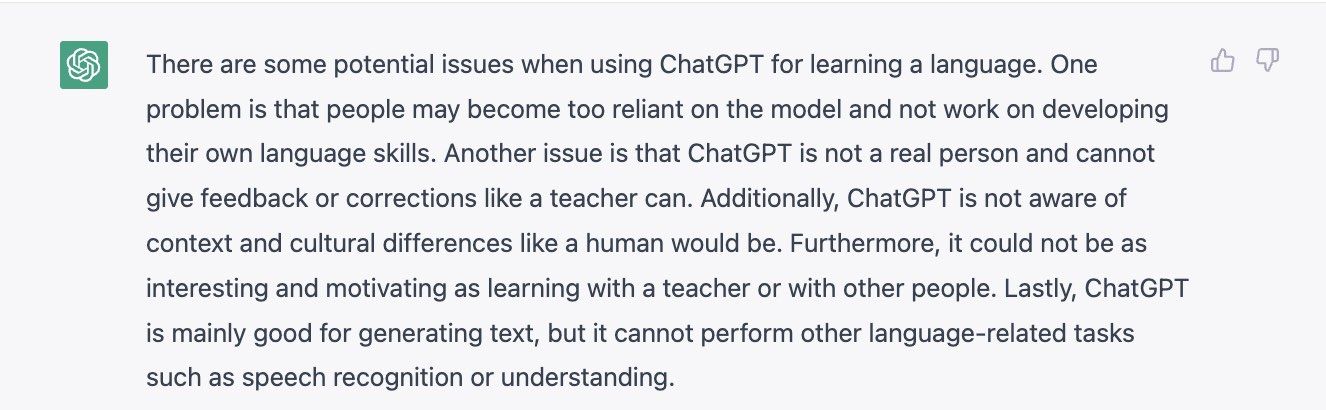 There are some potential issues when using ChatGPT for learning a language. One
problem is that people may become too reliant on the model and not work on developing
their own language skills. Another issue is that ChatGPT is not a real person and cannot
give feedback or corrections like a teacher can. Additionally, ChatGPT is not aware of
context and cultural differences like a human would be. Furthermore, it could not be as
interesting and motivating as learning with a teacher or with other people. Lastly, ChatGPT
is mainly good for generating text, but it cannot perform other language-related tasks
such as speech recognition or understanding.